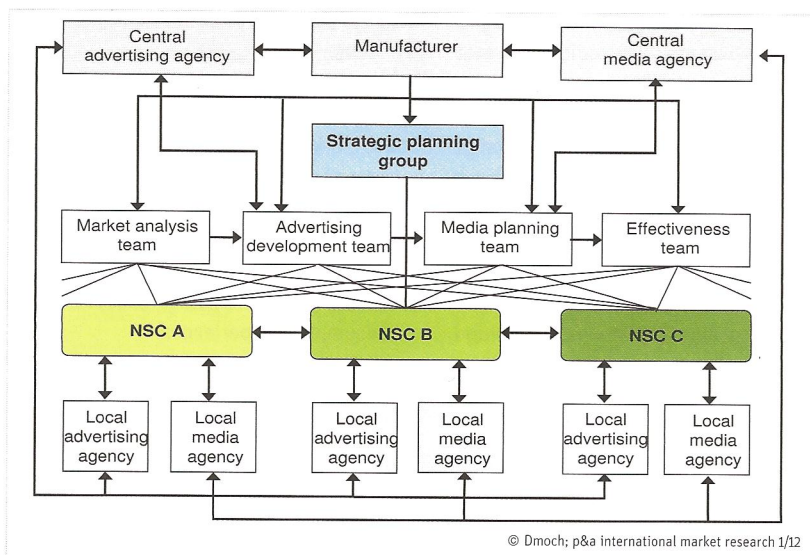 Central
advertising agency
Manufacturer
Central
media agency
Strategic planning
group
Market analysis
team
Advertising
development team
Media planning
team
Effectiveness
team
NSC A
NSC B
NSC C
Local
advertising
agency
Local
media
agency
Local
advertising
agency
Local
media
agency
Local
advertising
agency
Local
media
agency
© Dmoch; p&a international market research 1/12